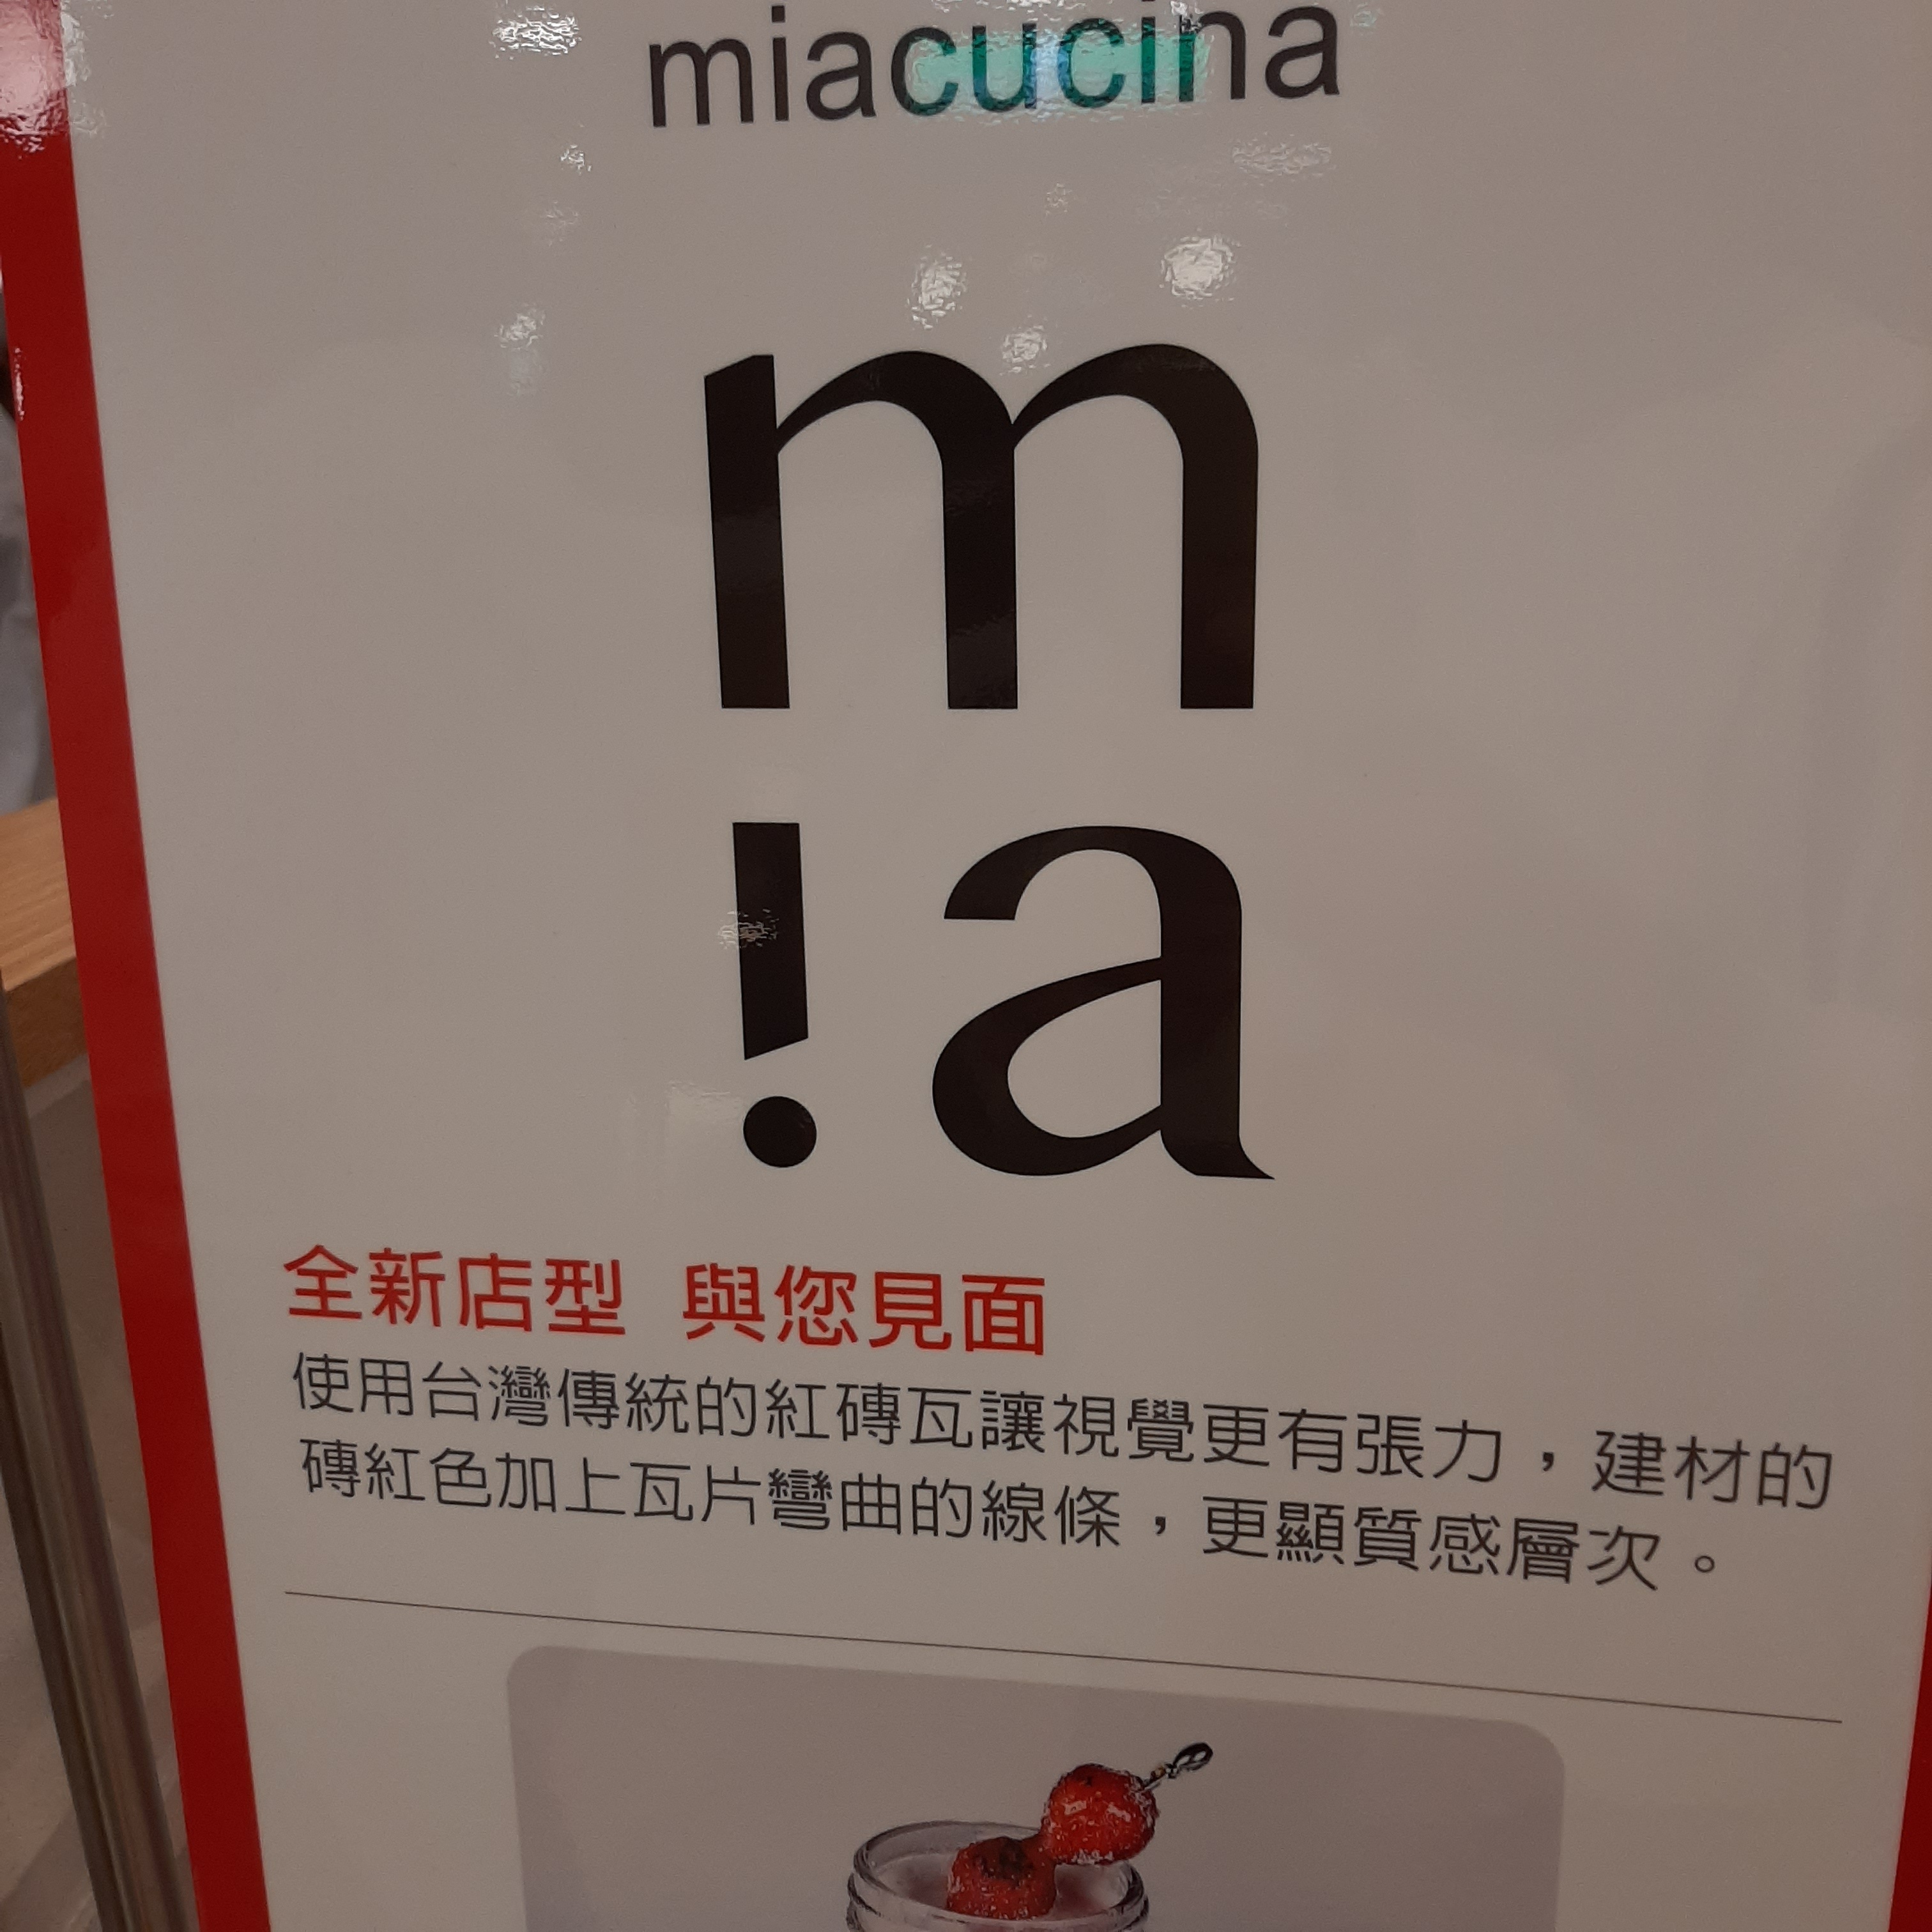 miacucina
m
!a
全新店型 與您見面
使用台灣傳統的紅磚瓦讓視覺更有張力，建材的
磚紅色加上瓦片彎曲的線條，更顯質感層次。